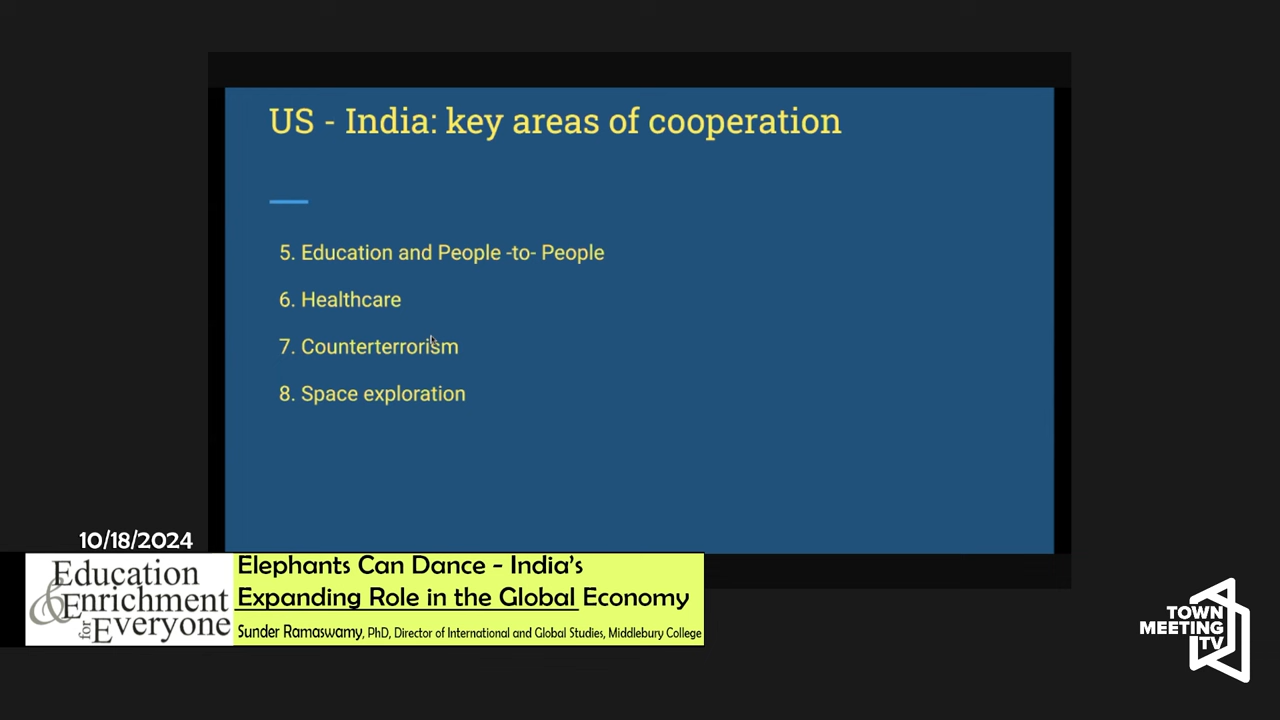 US - India: key areas of cooperation
5. Education and People -to- People
6. Healthcare
7. Counterterrorism
8. Space exploration
10/18/2024
Education
& Enrichment
for Everyone
Elephants Can Dance - India's
Expanding Role in the Global Economy
Sunder Ramaswamy, PhD, Director of International and Global Studies, Middlebury College
TOWN
MEETING
TV